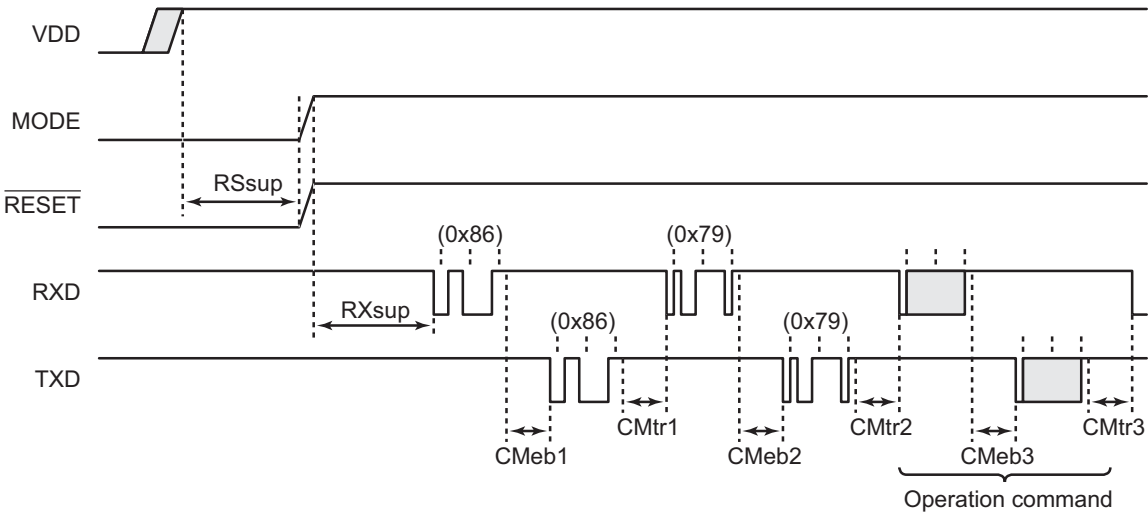 VDD
MODE
RSsup
RESET
(0x86)
(0x79)
RXD
RXsup
(0x86)
(0x79)
TXD
CMtr1
CMtr2
CMtr3
CMeb1
CMeb2
CMeb3
Operation command